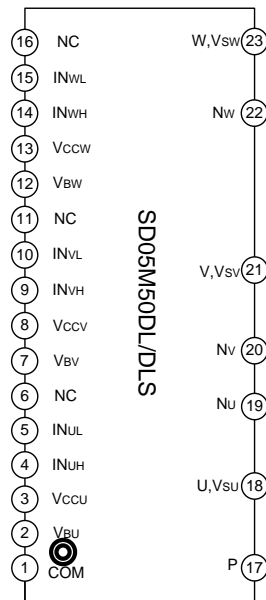 16 NC
15 INWL
14 INWH
13 VCCW
12 VBW
11 NC
10 INVL
9 INVH
8 VCCV
7 VBV
6 NC
5 INUL
4 INUH
3 VCCU
2 VBU
1 COM
SD05M50DL/DLS
W,VSW 23
NW 22
V,VSV 21
NV 20
NU 19
U,VSU 18
P 17